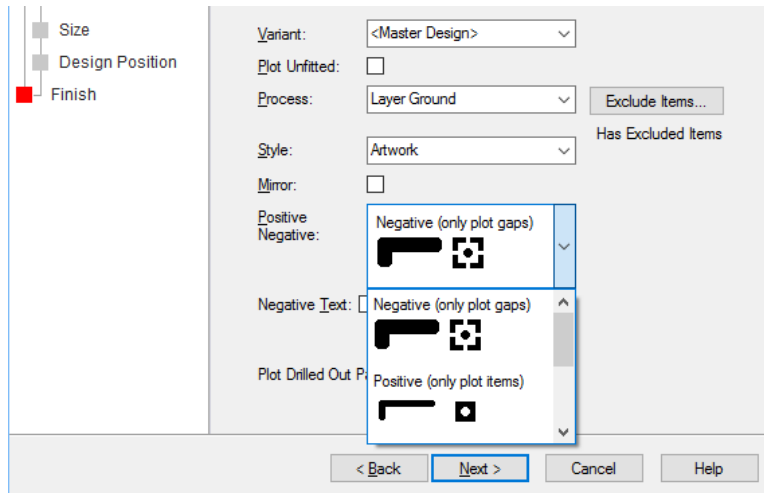 Size
Design Position
Finish
Variant: <Master Design>
Plot Unfitted:
Process: Layer Ground Exclude Items...
Has Excluded Items
Style: Artwork
Mirror:
Positive
Negative:
Negative (only plot gaps)
Negative Text: Negative (only plot gaps)
Plot Drilled Out Positive (only plot items)
< Back Next > Cancel Help